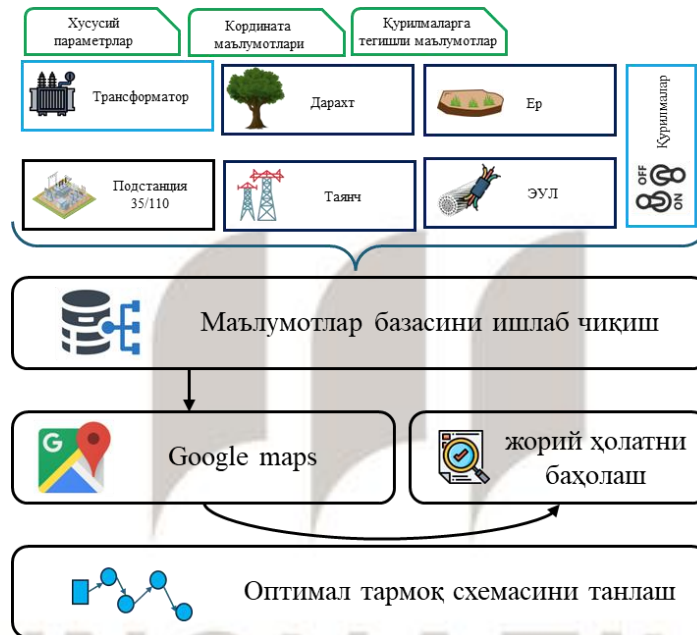 Хусусий
параметрлар
Кордината
маълумотлари
Қурилмаларга
тегишли маълумотлар
Трансформатор
Дарахт
Ер
Қурилмалар
OFF
ON
Подстанция
35/110
Таянч
ЭУЛ
Маълумотлар базасини ишлаб чиқиш
G
Google maps
жорий ҳолатни
баҳолаш
Оптимал тармоқ схемасини танлаш